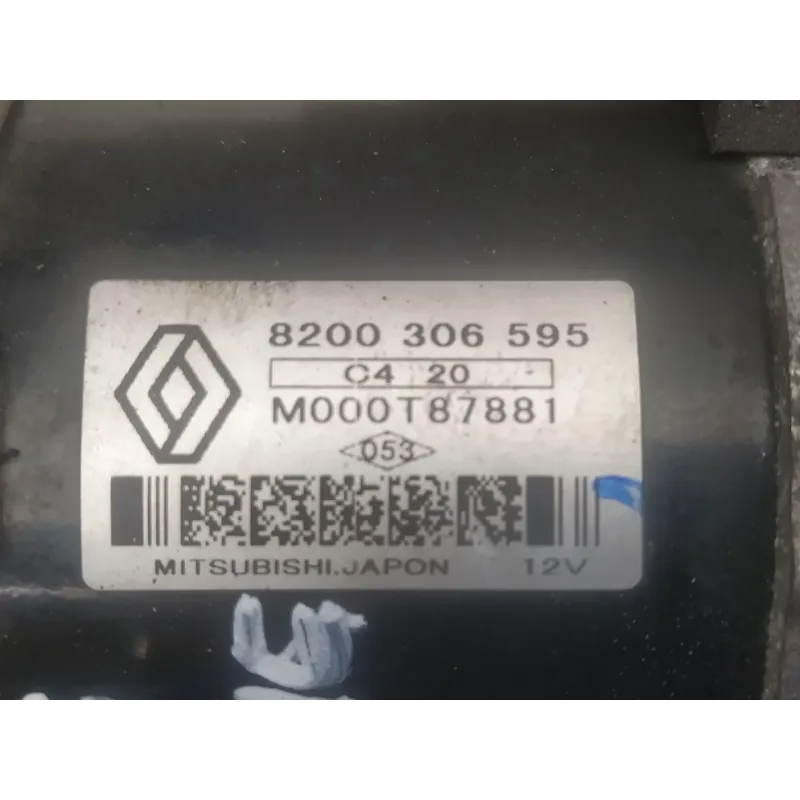 8200 306 595
C4 20
M000T87881
053
MITSUBISHI.JAPON 12V